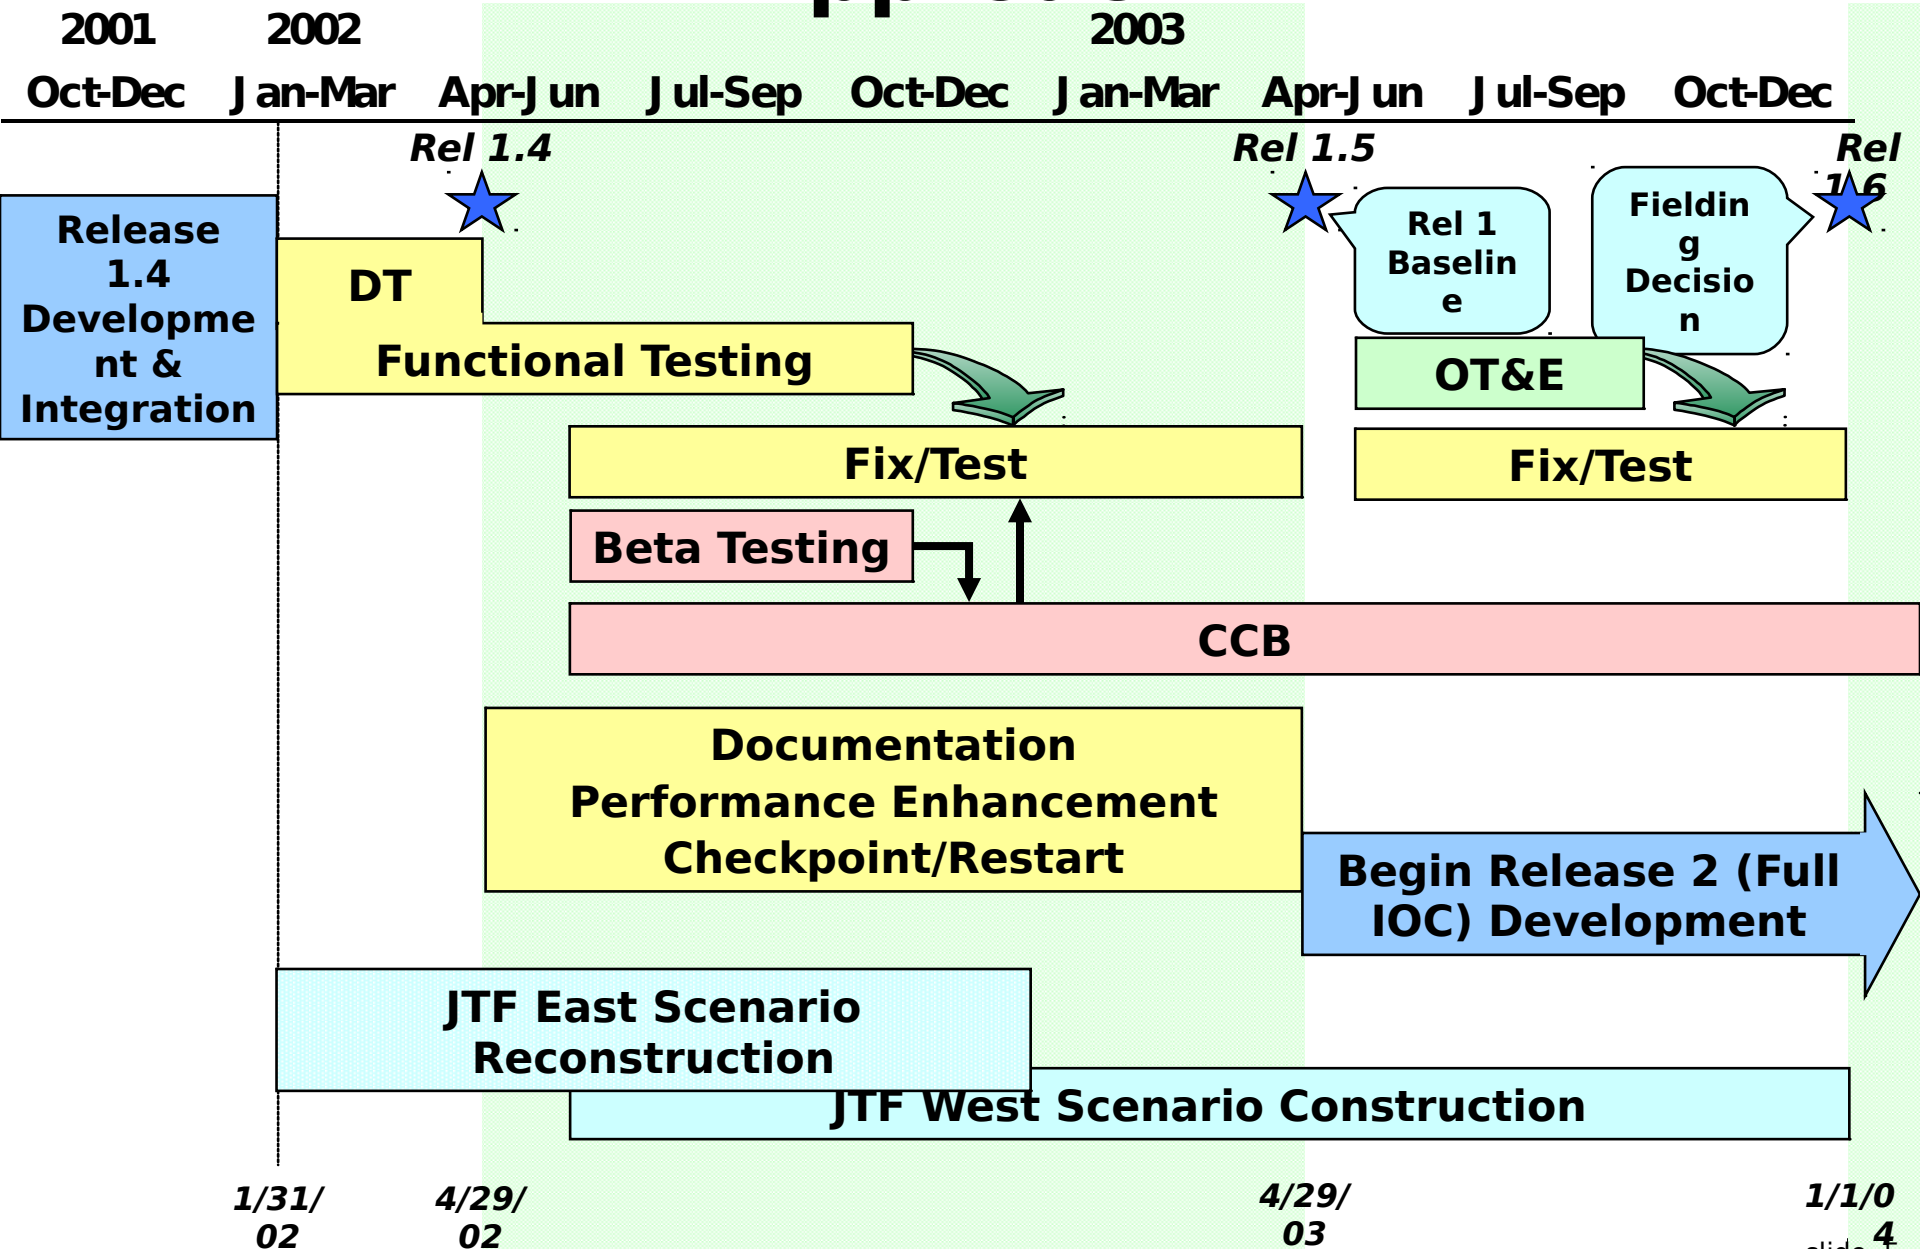 2001 2002 2003
Oct-Dec Jan-Mar Apr-Jun Jul-Sep Oct-Dec Jan-Mar Apr-Jun Jul-Sep Oct-Dec
Rel 1.4
Rel 1.5
Rel
1.6
Release
1.4
Developme
nt &
Integration
DT
Functional Testing
Rel 1
Baselin
e
Fieldin
g
Decisio
n
OT&E
Fix/Test
Fix/Test
Beta Testing
CCB
Documentation
Performance Enhancement
Checkpoint/Restart
Begin Release 2 (Full
IOC) Development
JTF East Scenario
Reconstruction
JTF West Scenario Construction
1/31/
02
4/29/
02
4/29/
03
1/1/0
4